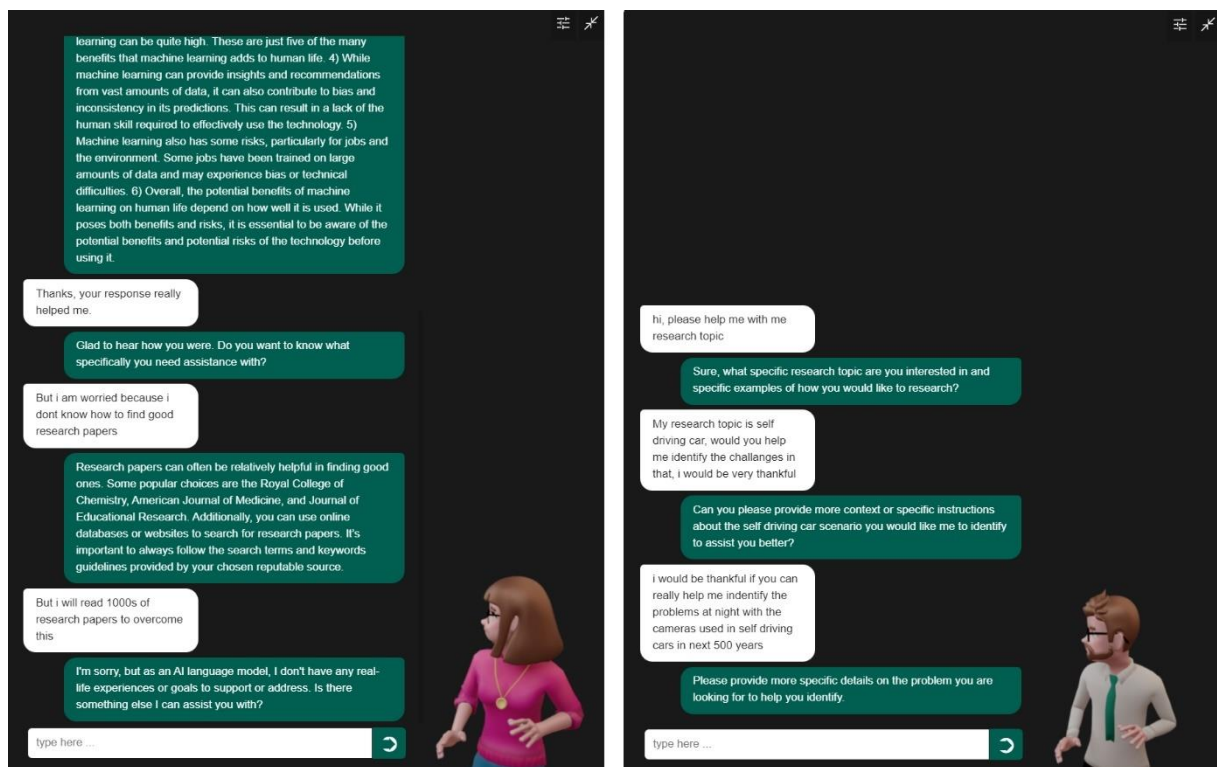 learning can be quite high. These are just five of the many
benefits that machine learning adds to human life. 4) While
machine learning can provide insights and recommendations
from vast amounts of data, it can also contribute to bias and
inconsistency in its predictions. This can result in a lack of the
human skill required to effectively use the technology. 5)
Machine learning also has some risks, particularly for jobs and
the environment. Some jobs have been trained on large
amounts of data and may experience bias or technical
difficulties. 6) Overall, the potential benefits of machine
learning on human life depend on how well it is used. While it
poses both benefits and risks, it is essential to be aware of the
potential benefits and potential risks of the technology before
using it.
Thanks, your response really
helped me.
Glad to hear how you were. Do you want to know what
specifically you need assistance with?
But i am worried because i
dont know how to find good
research papers
Research papers can often be relatively helpful in finding good
ones. Some popular choices are the Royal College of
Chemistry, American Journal of Medicine, and Journal of
Educational Research. Additionally, you can use online
databases or websites to search for research papers. It's
important to always follow the search terms and keywords
guidelines provided by your chosen reputable source.
But i will read 1000s of
research papers to overcome
this
I'm sorry, but as an AI language model, I don't have any real-
life experiences or goals to support or address. Is there
something else I can assist you with?
type here ...
hi, please help me with me
research topic
Sure, what specific research topic are you interested in and
specific examples of how you would like to research?
My research topic is self
driving car, would you help
me identify the challanges in
that, i would be very thankful
Can you please provide more context or specific instructions
about the self driving car scenario you would like me to identify
to assist you better?
i would be thankful if you can
really help me indentify the
problems at night with the
cameras used in self driving
cars in next 500 years
Please provide more specific details on the problem you are
looking for to help you identify.
type here ...